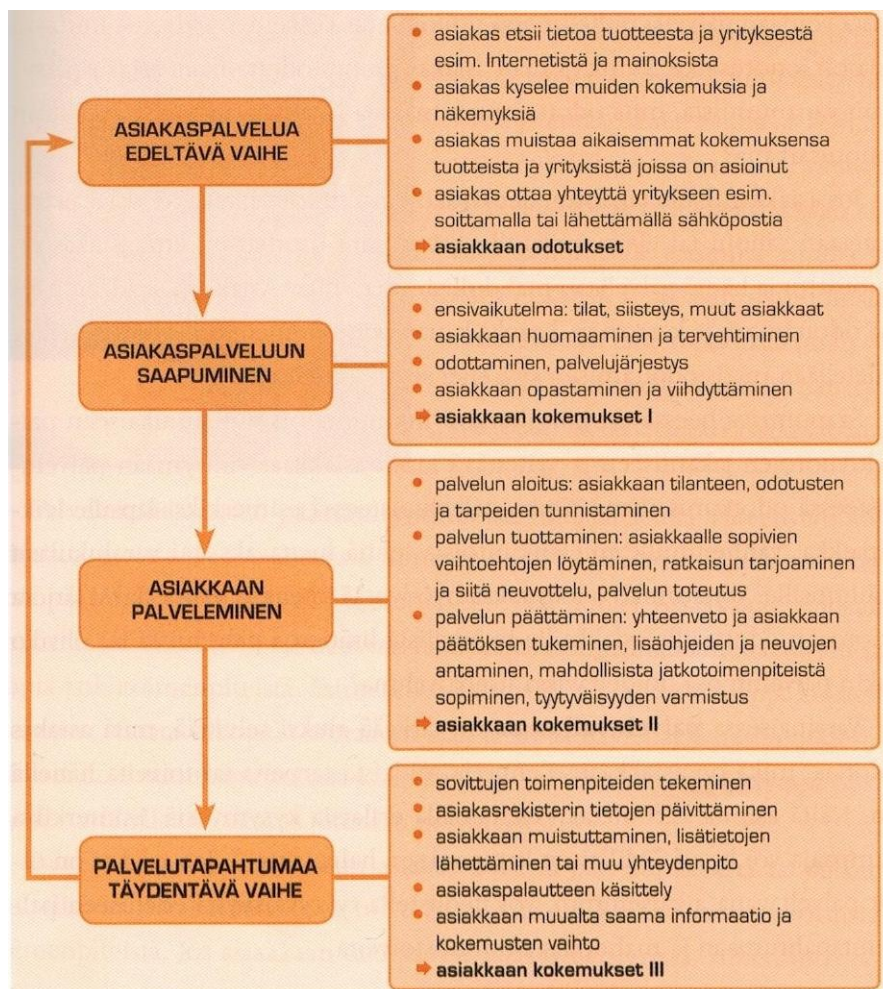 ASIAKASPALVELUA
EDELTÄVÄ VAIHE
• asiakas etsii tietoa tuotteesta ja yrityksestä
esim. Internetistä ja mainoksista
• asiakas kyselee muiden kokemuksia ja
näkemyksiä
• asiakas muistaa aikaisemmat kokemuksensa
tuotteista ja yrityksistä joissa on asioinut
• asiakas ottaa yhteyttä yritykseen esim.
soittamalla tai lähettämällä sähköpostia
➡ asiakkaan odotukset
ASIAKASPALVELUUN
SAAPUMINEN
• ensivaikutelma: tilat, siisteys, muut asiakkaat
• asiakkaan huomaaminen ja tervehtiminen
• odottaminen, palvelujärjestys
• asiakkaan opastaminen ja viihdyttäminen
➡ asiakkaan kokemukset I
ASIAKKAAN
PALVELEMINEN
• palvelun aloitus: asiakkaan tilanteen, odotusten
ja tarpeiden tunnistaminen
• palvelun tuottaminen: asiakkaalle sopivien
vaihtoehtojen löytäminen, ratkaisun tarjoaminen
ja siitä neuvottelu, palvelun toteutus
• palvelun päättäminen: yhteenveto ja asiakkaan
päätöksen tukeminen, lisäohjeiden ja neuvojen
antaminen, mahdollisista jatkotoimenpiteistä
sopiminen, tyytyväisyyden varmistus
➡ asiakkaan kokemukset II
PALVELUTAPAHTUMAA
TÄYDENTÄVÄ VAIHE
• sovittujen toimenpiteiden tekeminen
• asiakasrekisterin tietojen päivittäminen
• asiakkaan muistuttaminen, lisätietojen
lähettäminen tai muu yhteydenpito
• asiakaspalautteen käsittely
• asiakkaan muualta saama informaatio ja
kokemusten vaihto
➡ asiakkaan kokemukset III